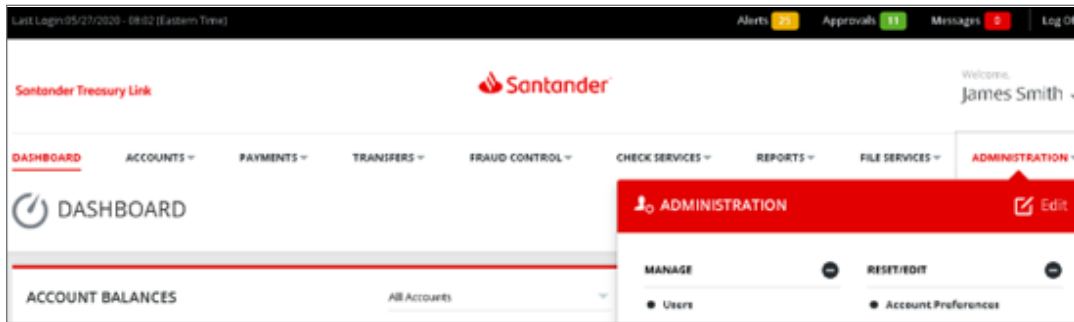 Last Login:05/27/2020 - 08:02 (Eastern Time) Alerts 25 Approvals 11 Messages 0 Log Of
Santander Treasury Link Santander Welcome,
James Smith
DASHBOARD ACCOUNTS PAYMENTS TRANSFERS FRAUD CONTROL CHECK SERVICES REPORTS FILE SERVICES ADMINISTRATION
DASHBOARD
ADMINISTRATION Edit
MANAGE RESET/EDIT
ACCOUNT BALANCES All Accounts
Users Account Preferences